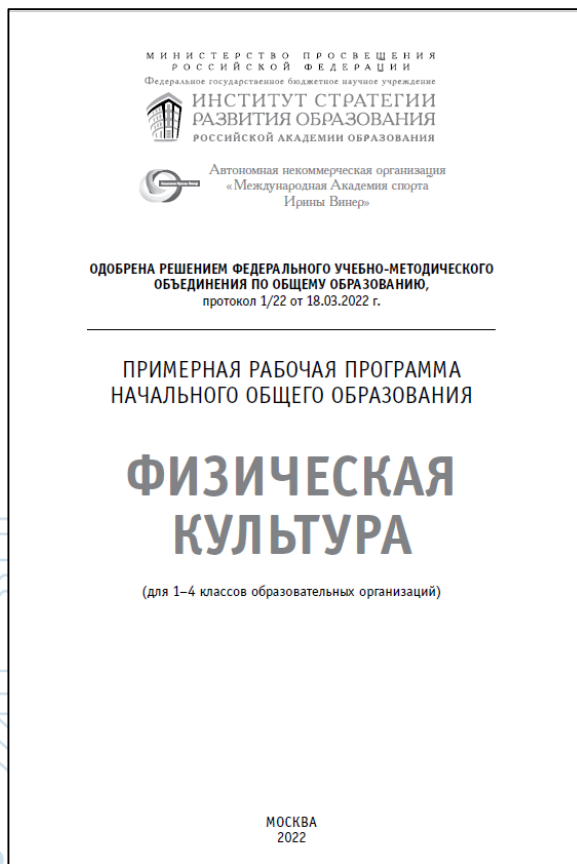 МИНИСТЕРСТВО ПРОСВЕЩЕНИЯ
РОССИЙСКОЙ ФЕДЕРАЦИИ
Федеральное государственное бюджетное научное учреждение
ИНСТИТУТ СТРАТЕГИИ
РАЗВИТИЯ ОБРАЗОВАНИЯ
РОССИЙСКОЙ АКАДЕМИИ ОБРАЗОВАНИЯ
Автономная некоммерческая организация
«Международная Академия спорта
Ирины Винер»
ОДОБРЕНА РЕШЕНИЕМ ФЕДЕРАЛЬНОГО УЧЕБНО-МЕТОДИЧЕСКОГО
ОБЪЕДИНЕНИЯ ПО ОБЩЕМУ ОБРАЗОВАНИЮ,
протокол 1/22 от 18.03.2022 г.
ПРИМЕРНАЯ РАБОЧАЯ ПРОГРАММА
НАЧАЛЬНОГО ОБЩЕГО ОБРАЗОВАНИЯ
ФИЗИЧЕСКАЯ
КУЛЬТУРА
(для 1–4 классов образовательных организаций)
МОСКВА
2022